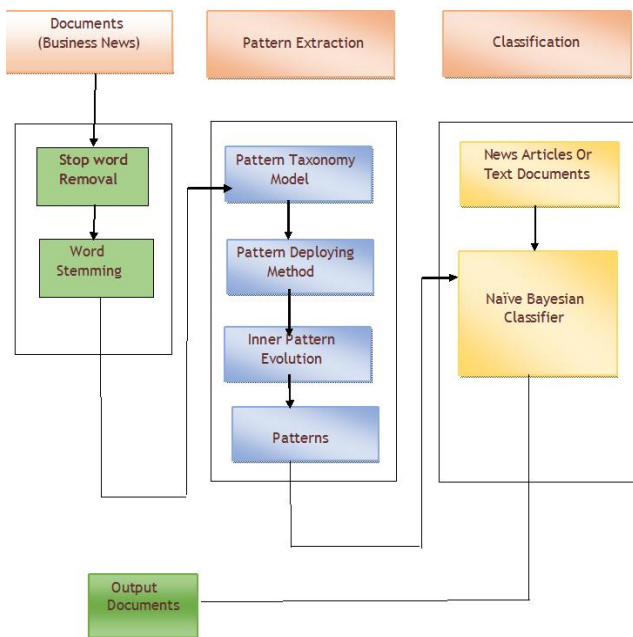 Documents
(Business News)
Pattern Extraction
Classification
Stop word
Removal
Word
Stemming
Pattern Taxonomy
Model
Pattern Deploying
Method
Inner Pattern
Evolution
Patterns
News Articles Or
Text Documents
Naïve Bayesian
Classifier
Output
Documents